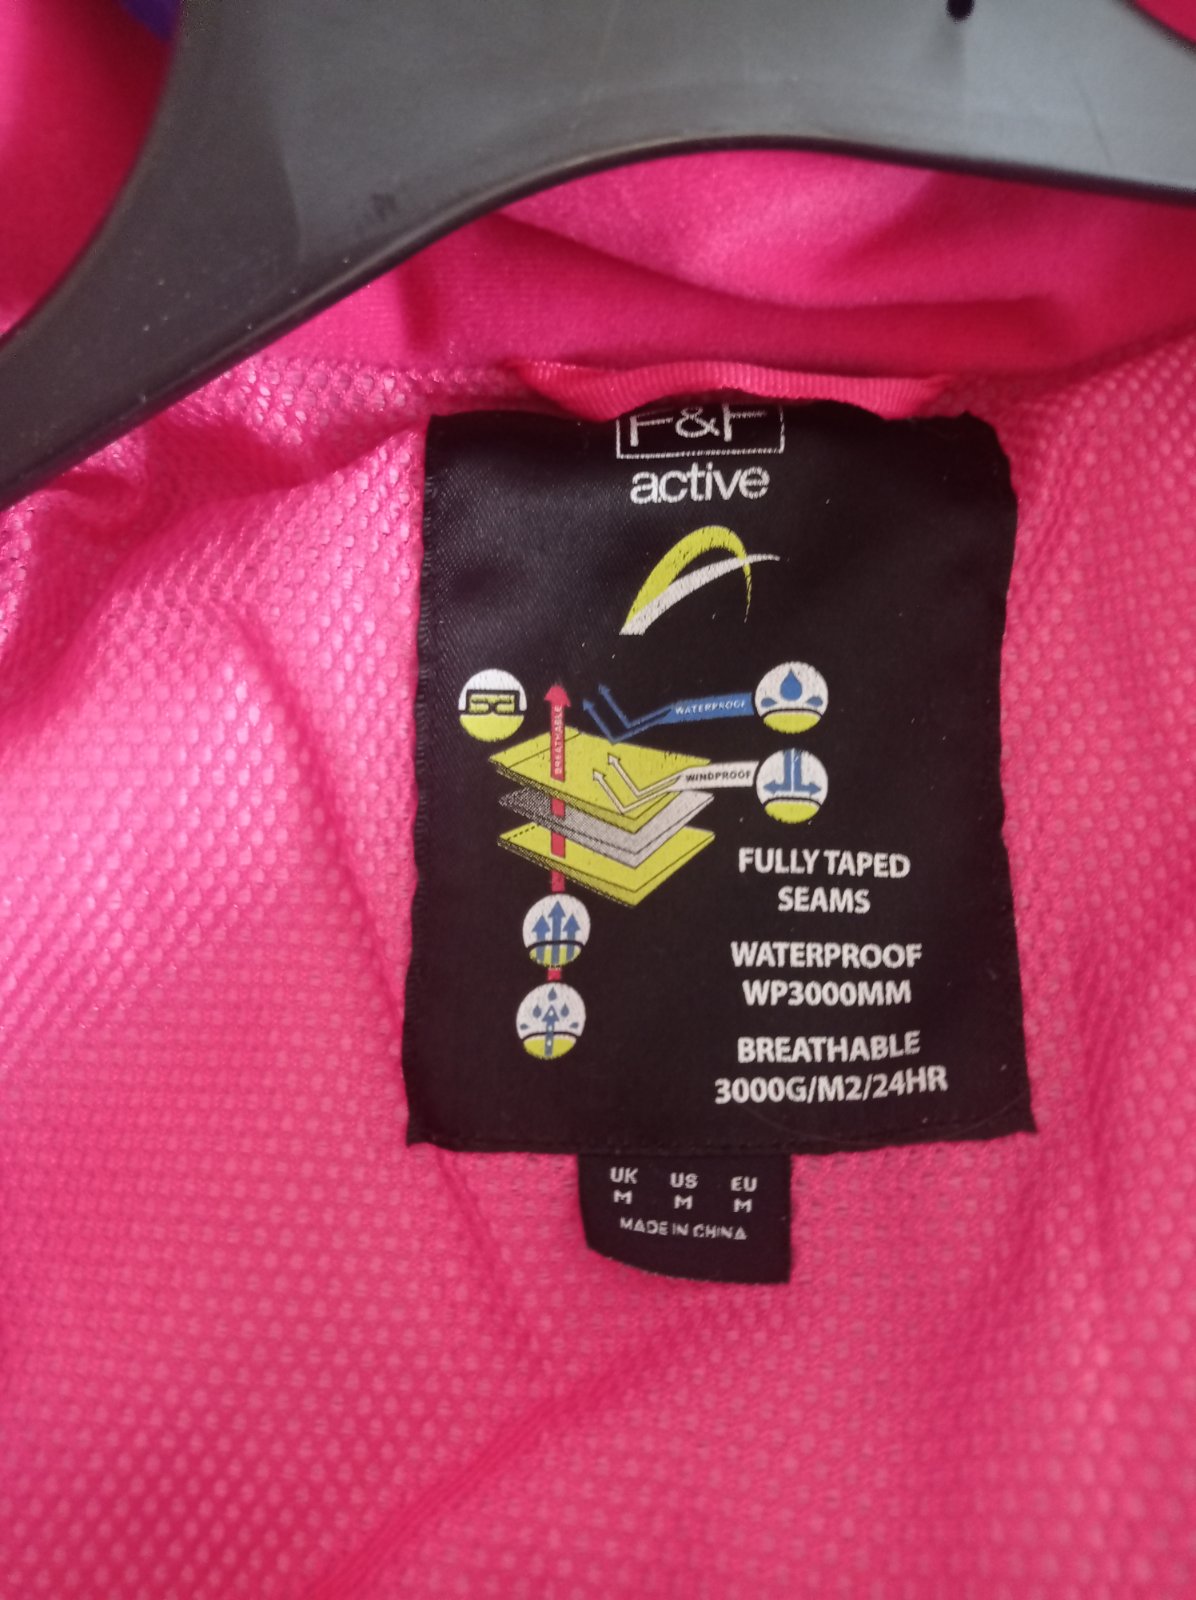 F&F
active
WATERPROOF
BREATHABLE
WINDPROOF
FULLY TAPED
SEAMS
WATERPROOF
WP3000MM
BREATHABLE
3000G/M2/24HR
UK US EU
M M M
MADE IN CHINA